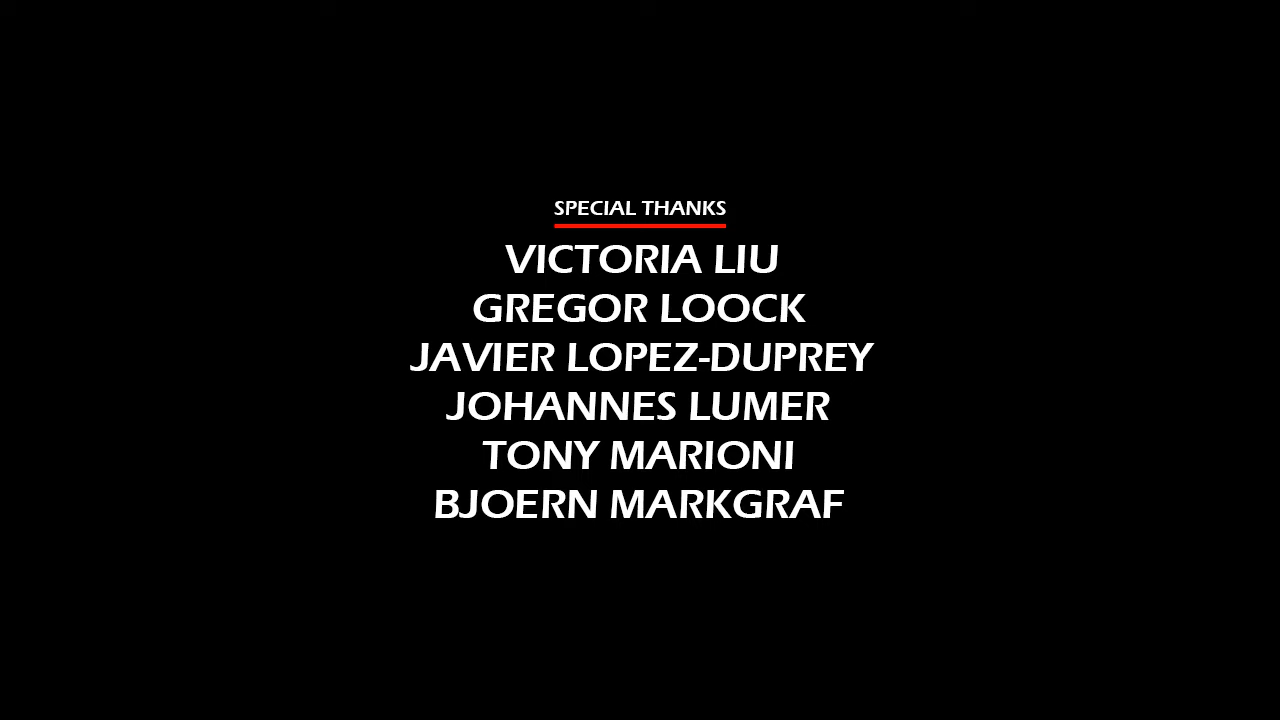 SPECIAL THANKS
VICTORIA LIU
GREGOR LOOCK
JAVIER LOPEZ-DUPREY
JOHANNES LUMER
TONY MARIONI
BJOERN MARKGRAF